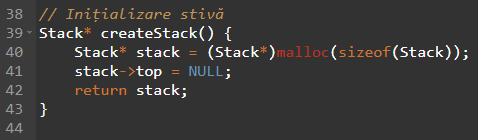 38 // Inițializare stivă
39 Stack* createStack() {
40 Stack* stack = (Stack*)malloc(sizeof(Stack));
41 stack->top = NULL;
42 return stack;
43 }
44